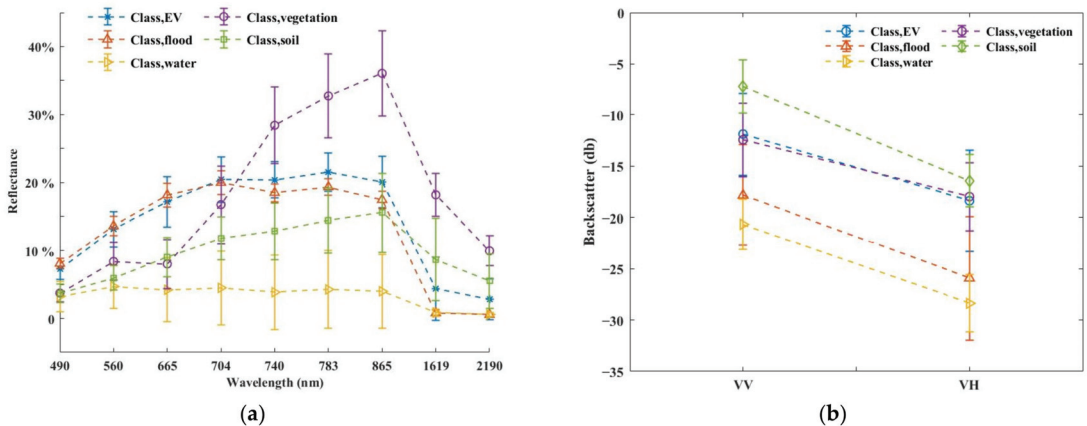 Class,EV
Class,vegetation
Class,flood
Class,soil
Class,water
40%
30%
20 %
10 %
0
Reflectance
490
560
665
704
740
783
865
1619
2190
Wavelength (nm)
(a)
Class,EV
Class,vegetation
Class,flood
Class,soil
Class,water
0
−5
−10
−15
−20
−25
−30
−35
Backscatter (db)
VV
VH
(b)